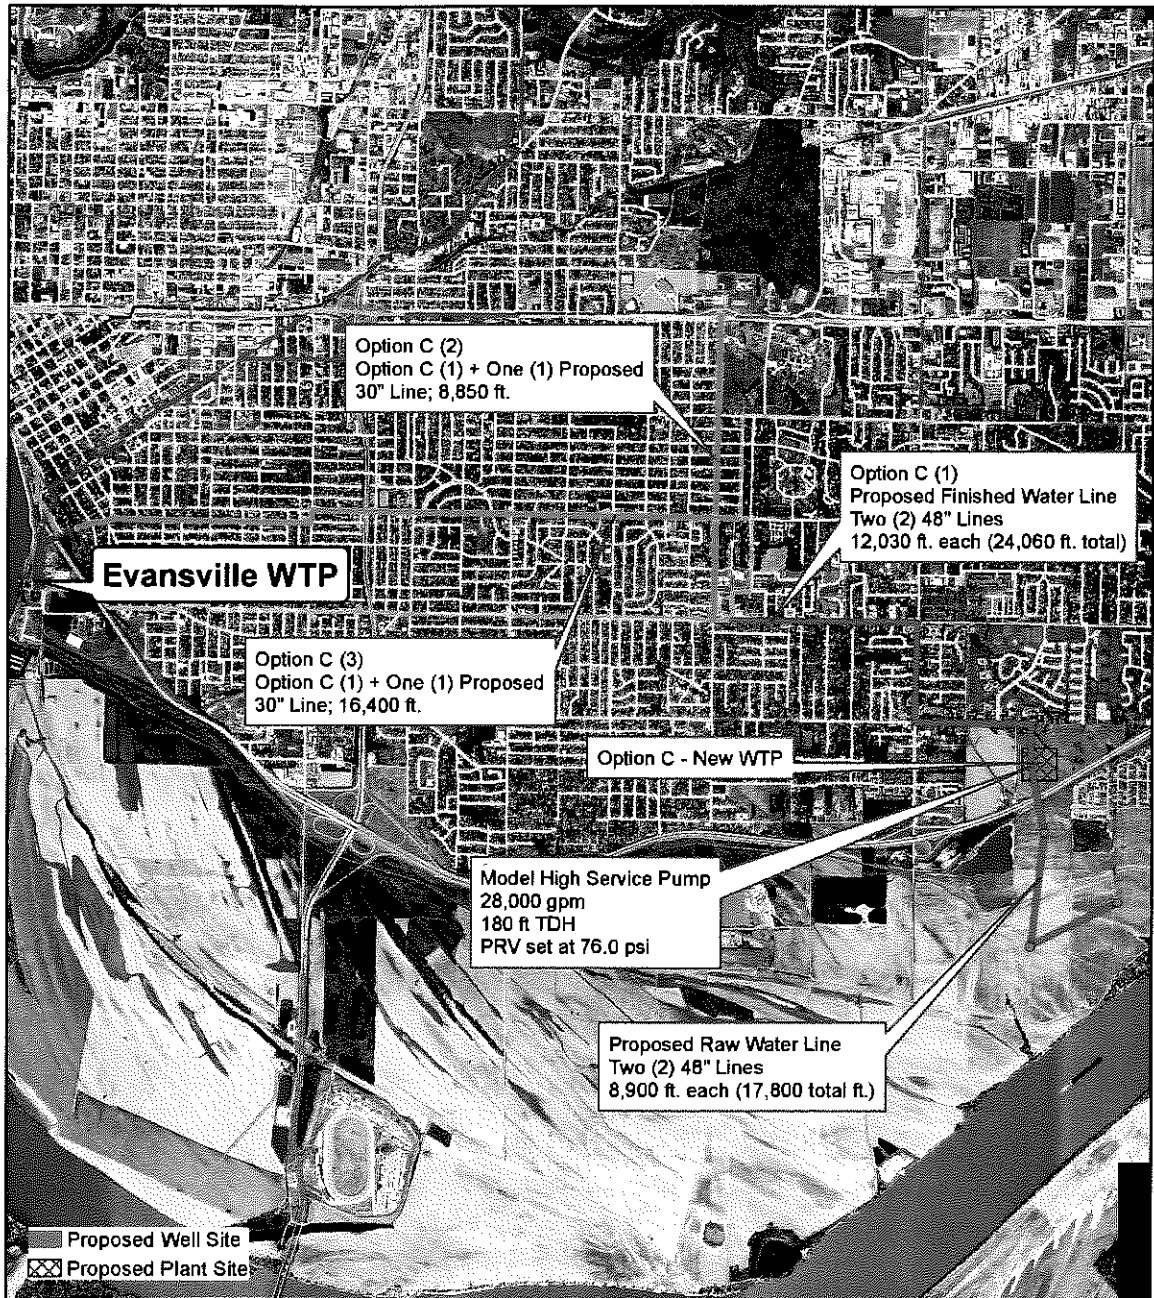 Option C (2)
Option C (1) + One (1) Proposed
30" Line; 8,850 ft.
Option C (1)
Proposed Finished Water Line
Two (2) 48" Lines
12,030 ft. each (24,060 ft. total)
Evansville WTP
Option C (3)
Option C (1) + One (1) Proposed
30" Line; 16,400 ft.
Option C - New WTP
Model High Service Pump
28,000 gpm
180 ft TDH
PRV set at 76.0 psi
Proposed Raw Water Line
Two (2) 48" Lines
8,900 ft. each (17,800 total ft.)
Proposed Well Site
Proposed Plant Site